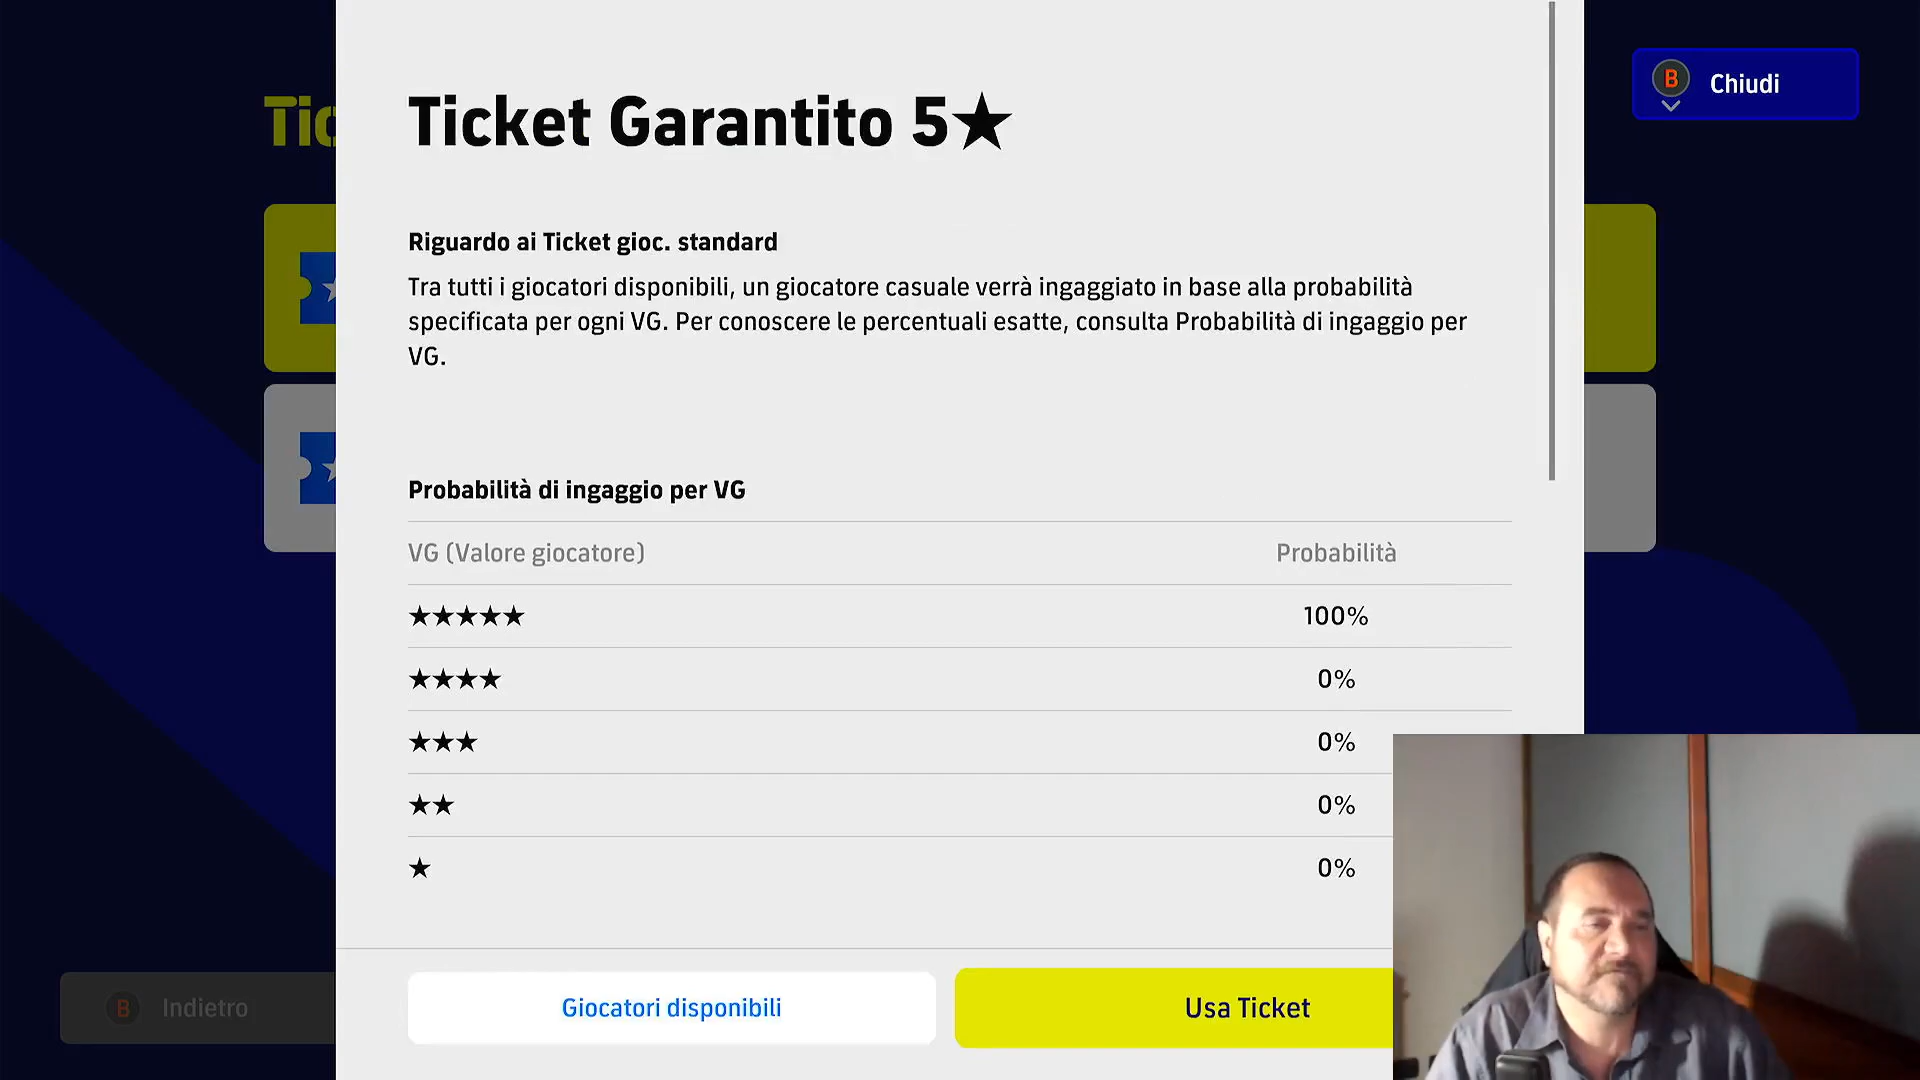 Tic
Ticket Garantito 5★
B Chiudi
Riguardo ai Ticket gioc. standard
Tra tutti i giocatori disponibili, un giocatore casuale verrà ingaggiato in base alla probabilità
specificata per ogni VG. Per conoscere le percentuali esatte, consulta Probabilità di ingaggio per
VG.
Probabilità di ingaggio per VG
VG (Valore giocatore) Probabilità
★★★★★ 100%
★★★★ 0%
★★★ 0%
★★ 0%
★ 0%
B Indietro
Giocatori disponibili
Usa Ticket